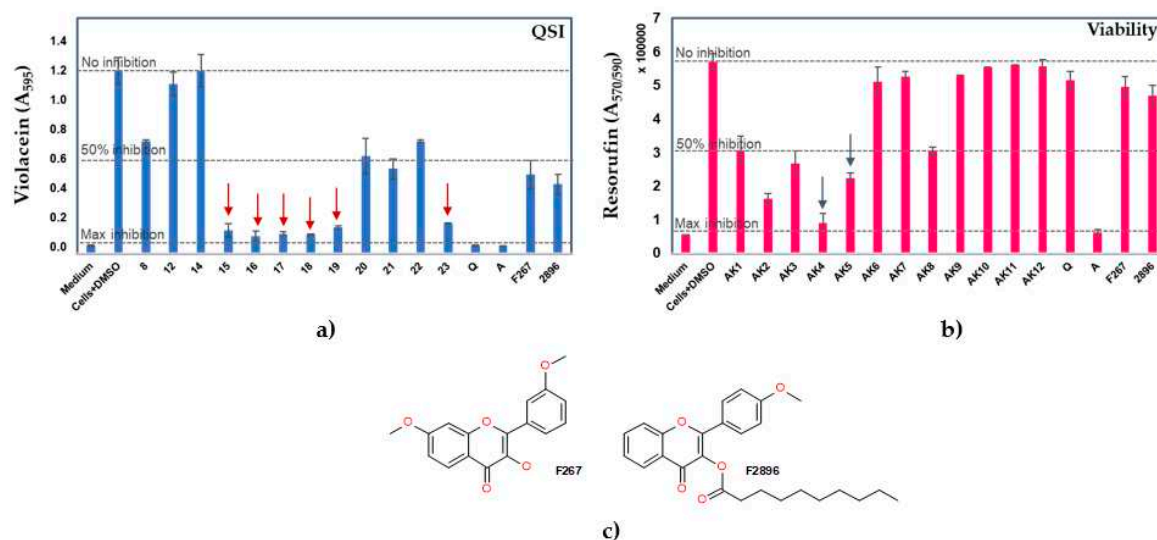 QSI
Violacein (A595)
1.4
1.2
1.0
0.8
0.6
0.4
0.2
0.0
No inhibition
50% inhibition
Max inhibition
Medium
Cells+DMSO
8
12
14
15
16
17
18
19
20
21
22
23
Q
A
F267
2896
a)
Viability
Resorufin (A570/590)
x 100000
7
6
5
4
3
2
1
0
No inhibition
50% inhibition
Max inhibition
Medium
Cells+DMSO
AK1
AK2
AK3
AK4
AK5
AK6
AK7
AK8
AK9
AK10
AK11
AK12
Q
A
F267
2896
b)
O
O
O
O
O
F267
O
O
O
O
O
F2896
c)